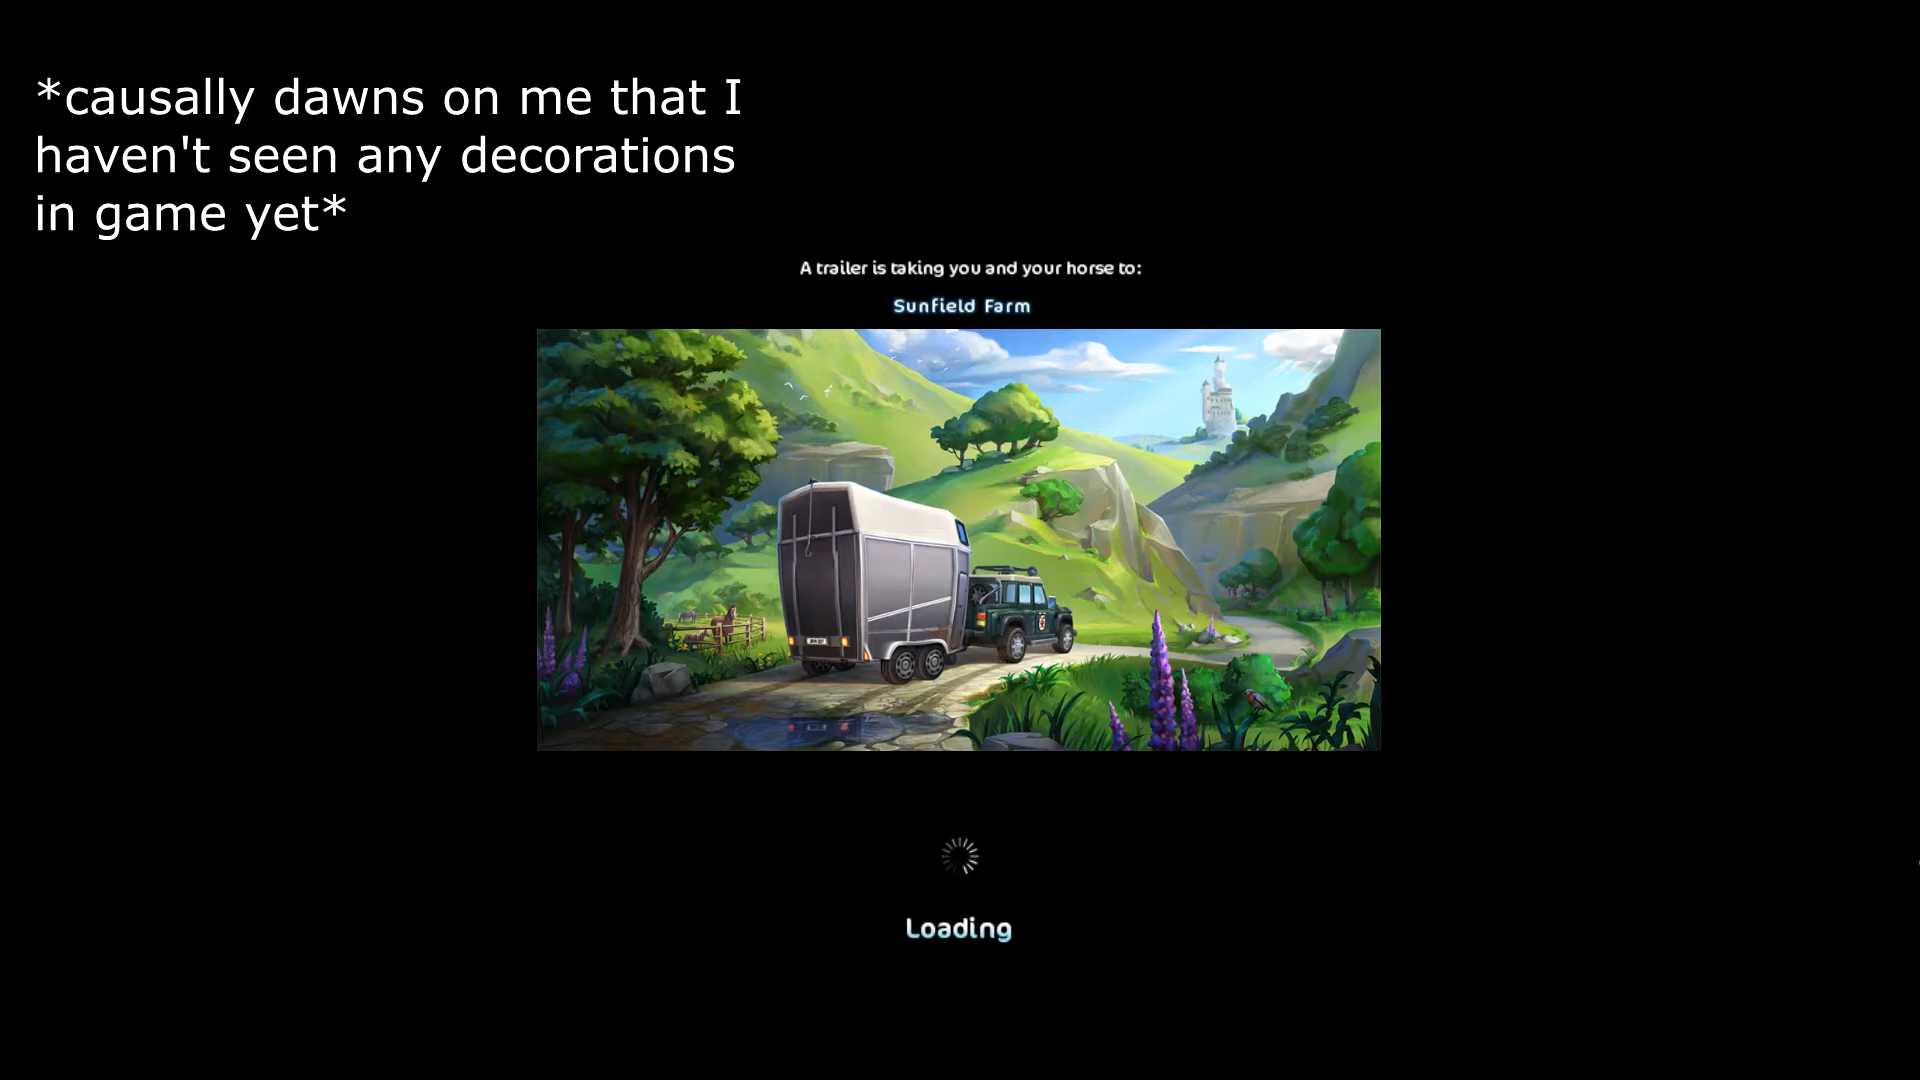 *causally dawns on me that I
haven't seen any decorations
in game yet*
A trailer is taking you and your horse to:
Sunfield Farm
Loading